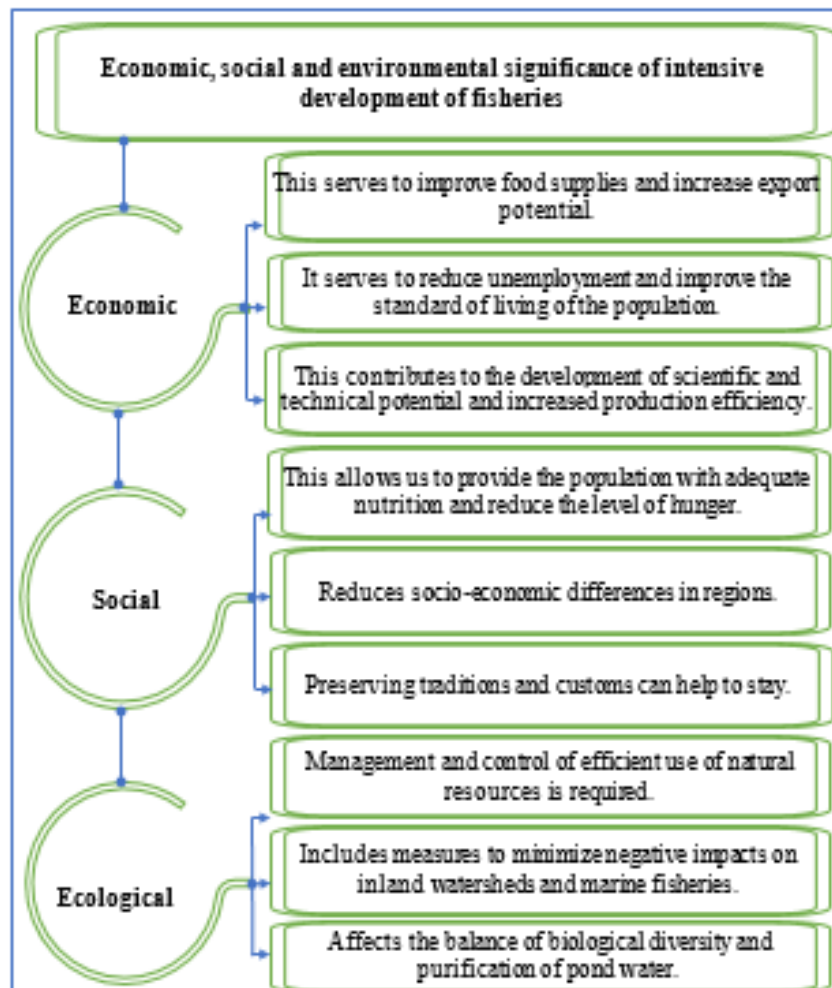 Economic, social and environmental significance of intensive
development of fisheries
This serves to improve food supplies and increase export
potential.
Economic
It serves to reduce unemployment and improve the
standard of living of the population.
This contributes to the development of scientific and
technical potential and increased production efficiency.
This allows us to provide the population with adequate
nutrition and reduce the level of hunger.
Social
Reduces socio-economic differences in regions.
Preserving traditions and customs can help to stay.
Management and control of efficient use of natural
resources is required.
Ecological
Includes measures to minimize negative impacts on
inland watersheds and marine fisheries.
Affects the balance of biological diversity and
purification of pond water.